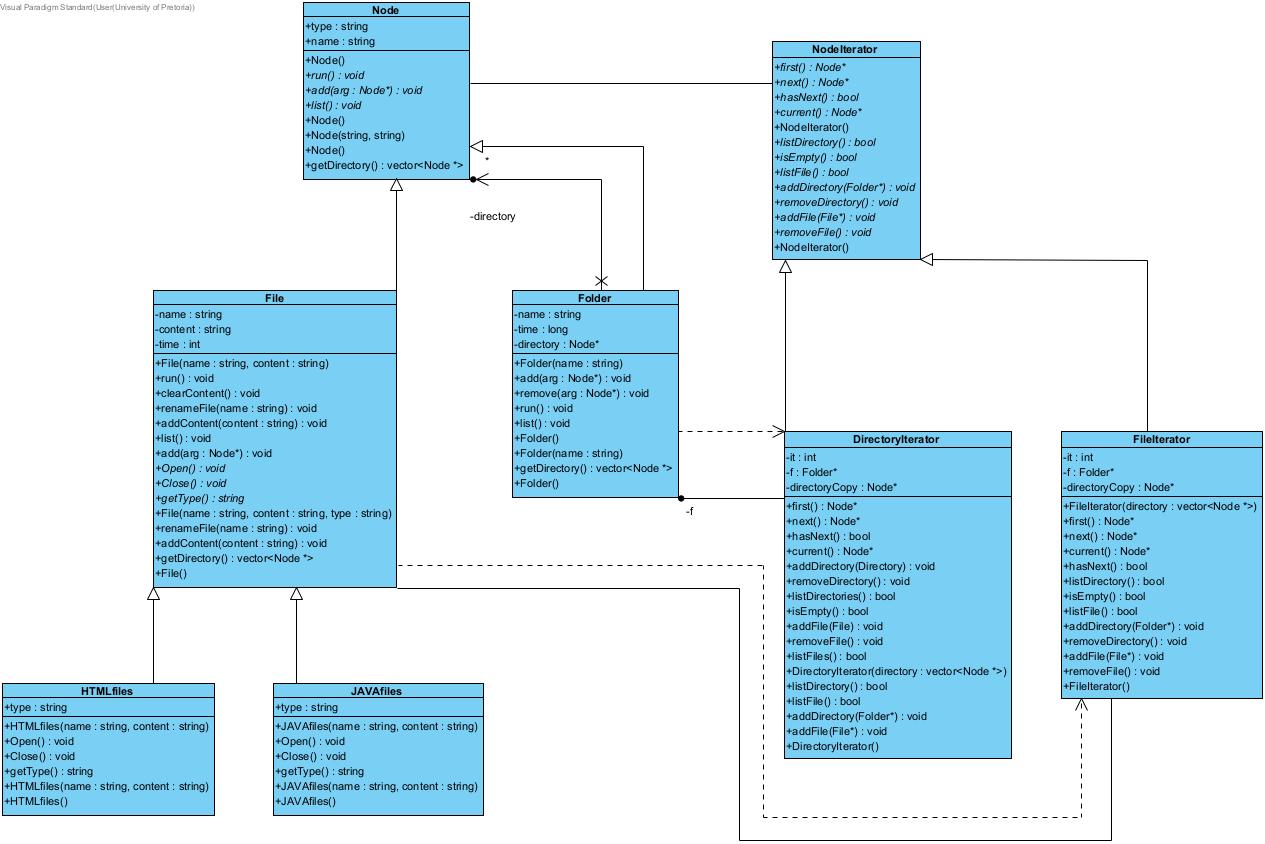 Visual Paradigm Standard(User(University of Pretoria))
Node
+type : string
+name : string
+Node()
+run() : void
+add(arg : Node*) : void
+list() : void
+Node()
+Node(string, string)
+Node()
+getDirectory() : vector<Node *>
NodeIterator
+first() : Node*
+next() : Node*
+hasNext() : bool
+current() : Node*
+NodeIterator()
+listDirectory() : bool
+isEmpty() : bool
+listFile() : bool
+addDirectory(Folder*) : void
+removeDirectory() : void
+addFile(File*) : void
+removeFile() : void
+NodeIterator()
*
-directory
File
-name : string
-content : string
-time : int
+File(name : string, content : string)
+run() : void
+clearContent() : void
+renameFile(name : string) : void
+addContent(content : string) : void
+list() : void
+add(arg : Node*) : void
+Open() : void
+Close() : void
+getType() : string
+File(name : string, content : string, type : string)
+renameFile(name : string) : void
+addContent(content : string) : void
+getDirectory() : vector<Node *>
+File()
Folder
-name : string
-time : long
-directory : Node*
+Folder(name : string)
+add(arg : Node*) : void
+remove(arg : Node*) : void
+run() : void
+list() : void
+Folder()
+Folder(name : string)
+getDirectory() : vector<Node *>
+Folder()
-f
DirectoryIterator
-it : int
-f : Folder*
-directoryCopy : Node*
+first() : Node*
+next() : Node*
+hasNext() : bool
+current() : Node*
+addDirectory(Directory) : void
+removeDirectory() : void
+listDirectories() : bool
+isEmpty() : bool
+addFile(File) : void
+removeFile() : void
+listFiles() : bool
+DirectoryIterator(directory : vector<Node *>)
+listDirectory() : bool
+listFile() : bool
+addDirectory(Folder*) : void
+addFile(File*) : void
+DirectoryIterator()
FileIterator
-it : int
-f : Folder*
-directoryCopy : Node*
+FileIterator(directory : vector<Node *>)
+first() : Node*
+next() : Node*
+current() : Node*
+hasNext() : bool
+listDirectory() : bool
+isEmpty() : bool
+listFile() : bool
+addDirectory(Folder*) : void
+removeDirectory() : void
+addFile(File*) : void
+removeFile() : void
+FileIterator()
HTMLfiles
+type : string
+HTMLfiles(name : string, content : string)
+Open() : void
+Close() : void
+getType() : string
+HTMLfiles(name : string, content : string)
+HTMLfiles()
JAVAfiles
+type : string
+JAVAfiles(name : string, content : string)
+Open() : void
+Close() : void
+getType() : string
+JAVAfiles(name : string, content : string)
+JAVAfiles()